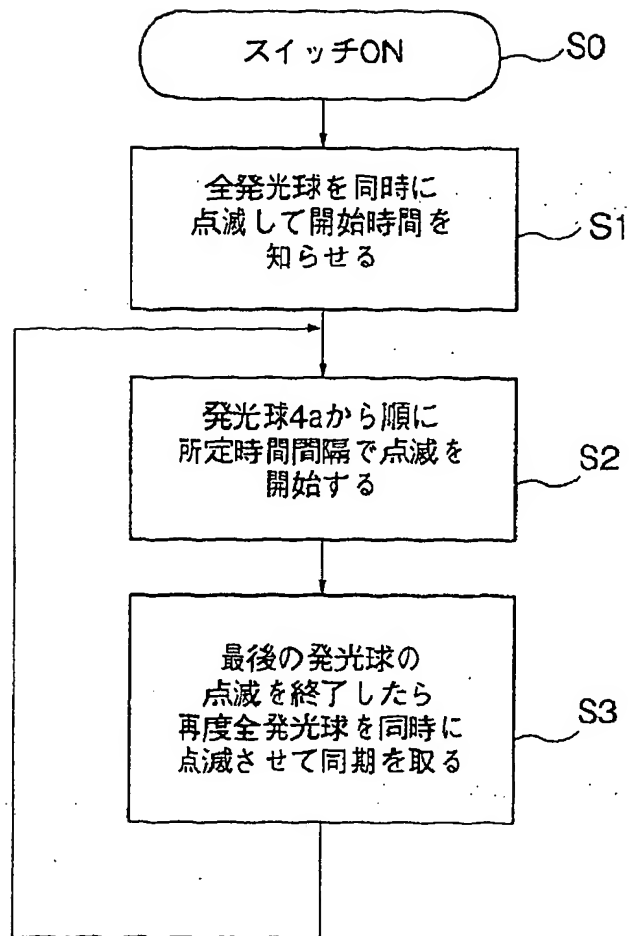 スイッチON
S0
全発光球を同時に
点滅して開始時間を
知らせる
S1
発光球4aから順に
所定時間間隔で点滅を
開始する
S2
最後の発光球の
点滅を終了したら
再度全発光球を同時に
点滅させて同期を取る
S3